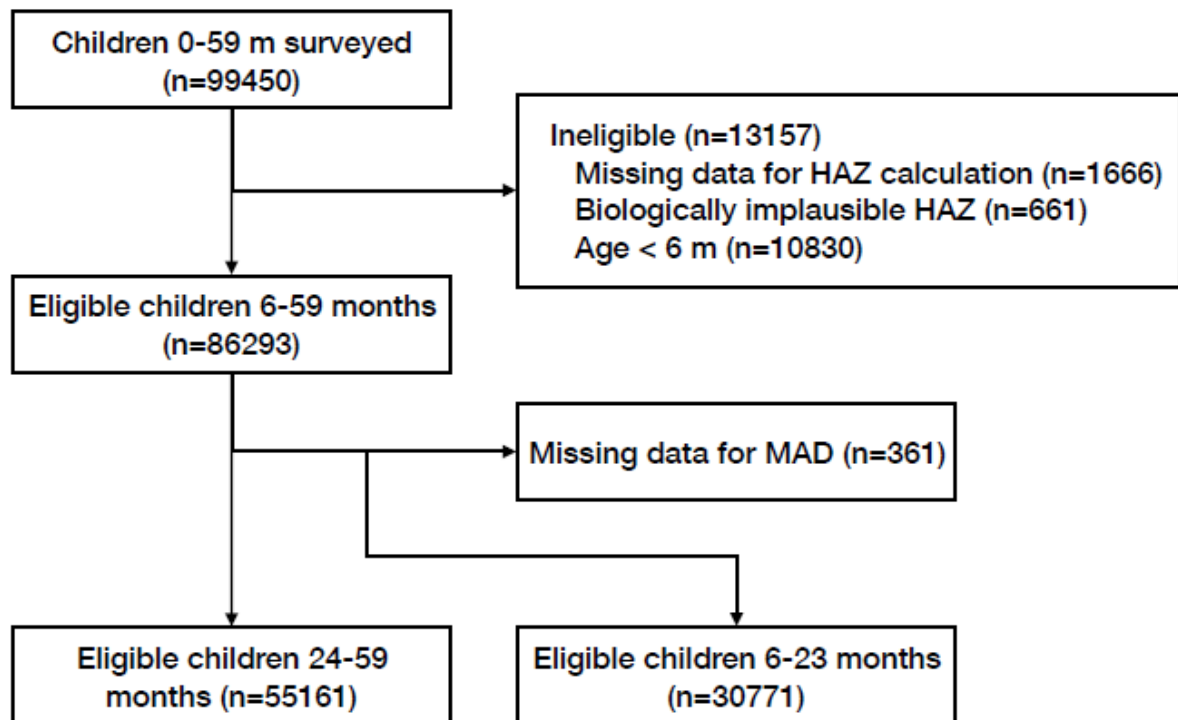 Children 0-59 m surveyed
(n=99450)
Ineligible (n=13157)
Missing data for HAZ calculation (n=1666)
Biologically implausible HAZ (n=661)
Age < 6 m (n=10830)
Eligible children 6-59 months
(n=86293)
Missing data for MAD (n=361)
Eligible children 24-59
months (n=55161)
Eligible children 6-23 months
(n=30771)